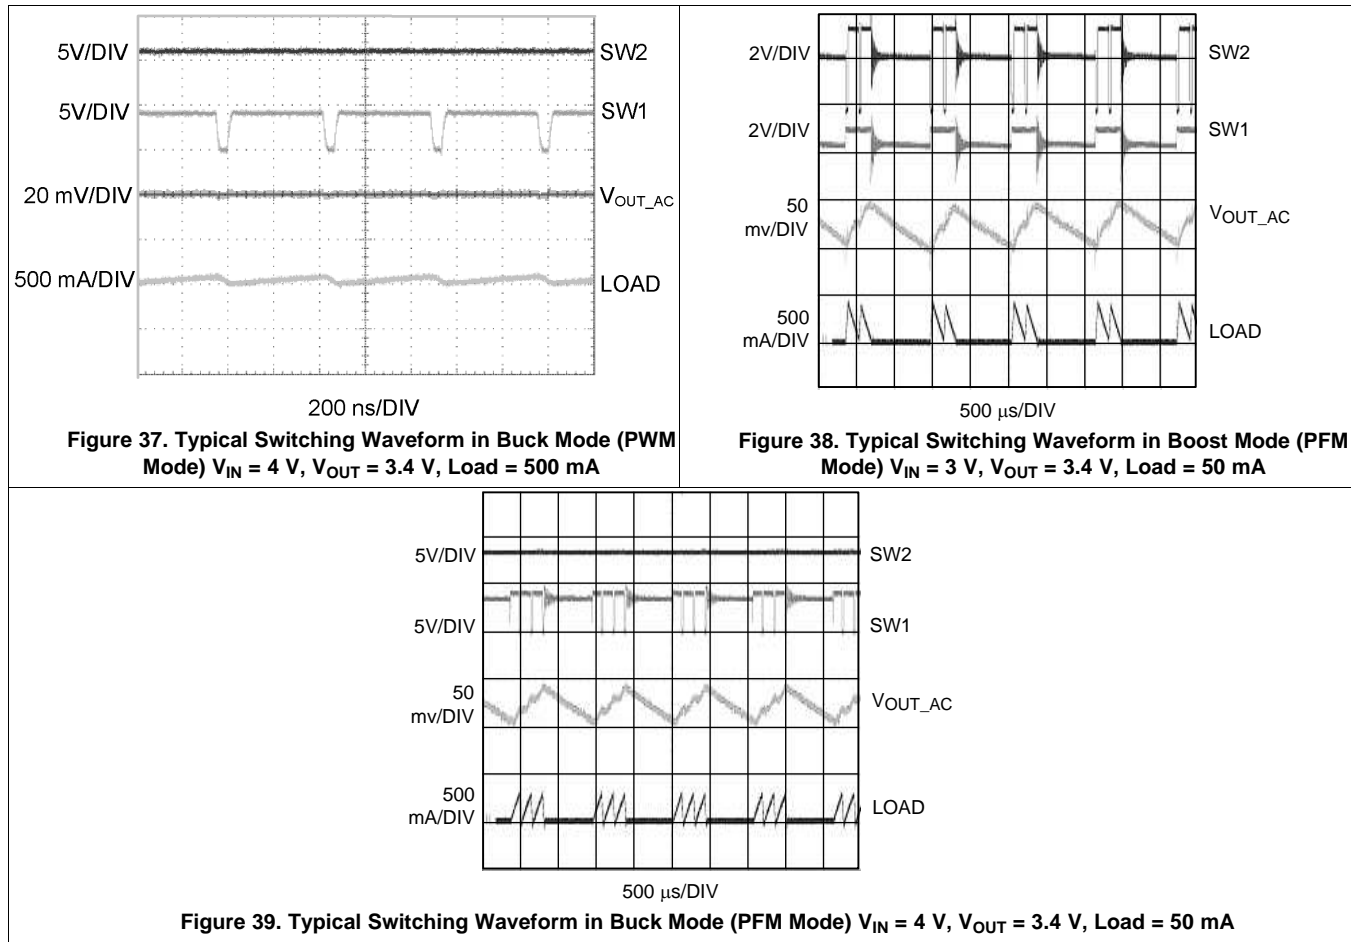 5V/DIV
SW2
5V/DIV
SW1
20 mV/DIV
VOUT_AC
500 mA/DIV
LOAD
200 ns/DIV
Figure 37. Typical Switching Waveform in Buck Mode (PWM
Mode) VIN = 4 V, VOUT = 3.4 V, Load = 500 mA
2V/DIV
SW2
2V/DIV
SW1
50
mv/DIV
VOUT_AC
500
mA/DIV
LOAD
500 μs/DIV
Figure 38. Typical Switching Waveform in Boost Mode (PFM
Mode) VIN = 3 V, VOUT = 3.4 V, Load = 50 mA
5V/DIV
SW2
5V/DIV
SW1
50
mv/DIV
VOUT_AC
500
mA/DIV
LOAD
500 μs/DIV
Figure 39. Typical Switching Waveform in Buck Mode (PFM Mode) VIN = 4 V, VOUT = 3.4 V, Load = 50 mA